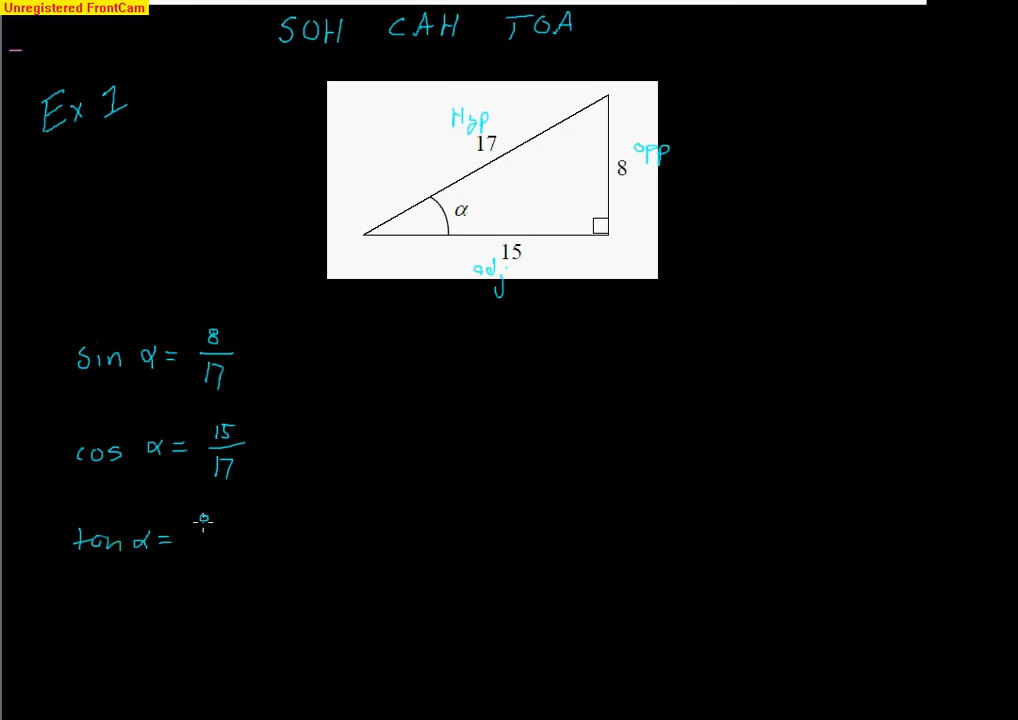 Unregistered FrontCam
SOH CAH TOA
Ex 1
Hyp
17
opp
8
α
15
adj
sin α = 8/17
cos α = 15/17
tan α =